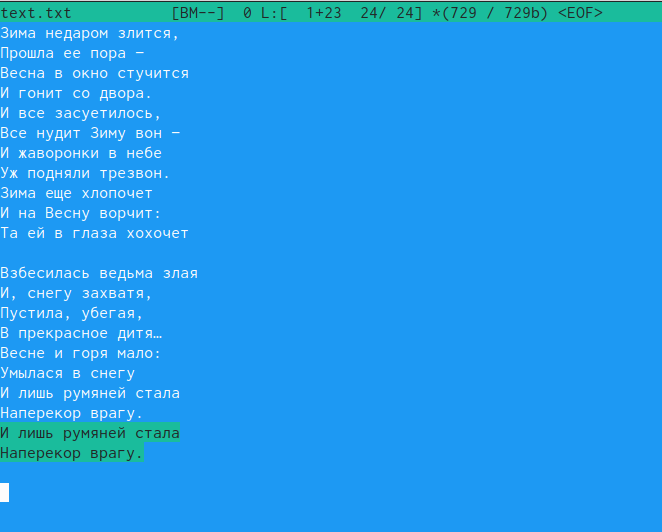 text.txt [BM--] 0 L:[ 1+23 24/ 24] *(729 / 729b) <EOF>
Зима недаром злится,
Прошла ее пора –
Весна в окно стучится
И гонит со двора.
И все засуетилось,
Все нудит Зиму вон –
И жаворонки в небе
Уж подняли трезвон.
Зима еще хлопочет
И на Весну ворчит:
Та ей в глаза хохочет
Взбесилась ведьма злая
И, снегу захватя,
Пустила, убегая,
В прекрасное дитя…
Весне и горя мало:
Умылася в снегу
И лишь румяней стала
Наперекор врагу.
И лишь румяней стала
Наперекор врагу.